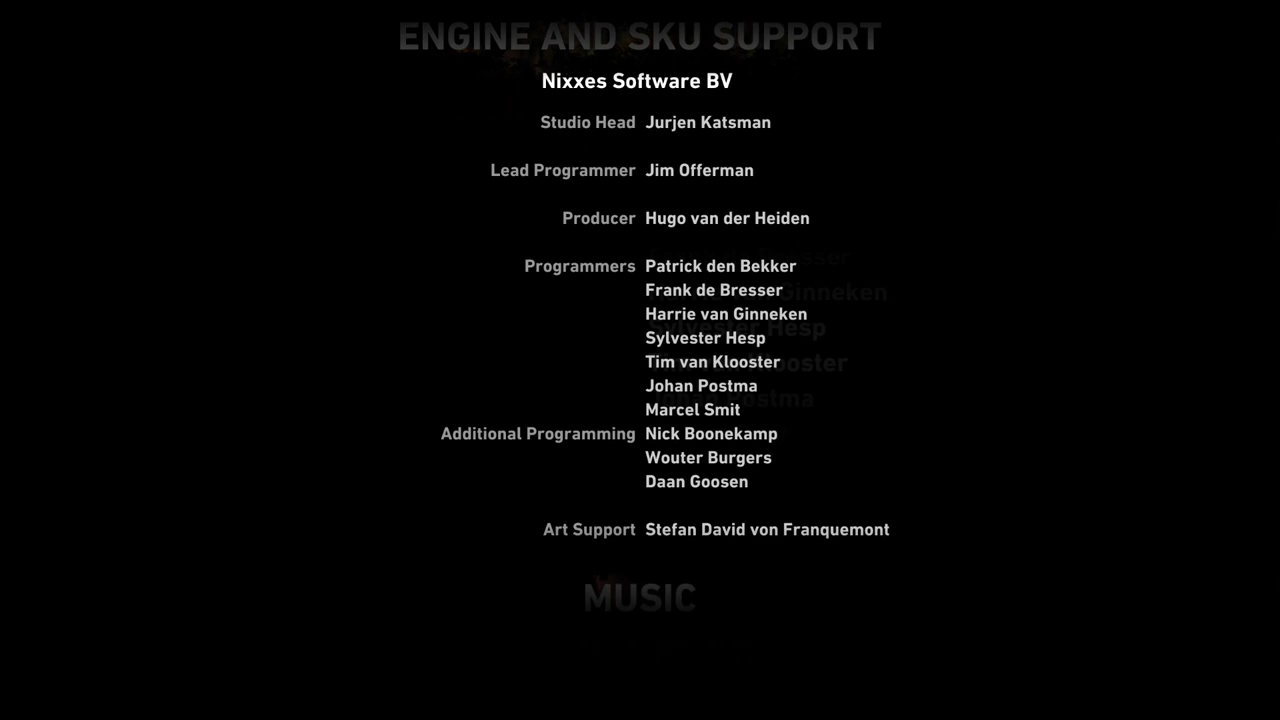 ENGINE AND SKU SUPPORT
Nixxes Software BV
Studio Head Jurjen Katsman
Lead Programmer Jim Offerman
Producer Hugo van der Heiden
Programmers Patrick den Bekker
Frank de Bresser
Harrie van Ginneken
Sylvester Hesp
Tim van Klooster
Johan Postma
Marcel Smit
Additional Programming Nick Boonekamp
Wouter Burgers
Daan Goosen
Art Support Stefan David von Franquemont
MUSIC